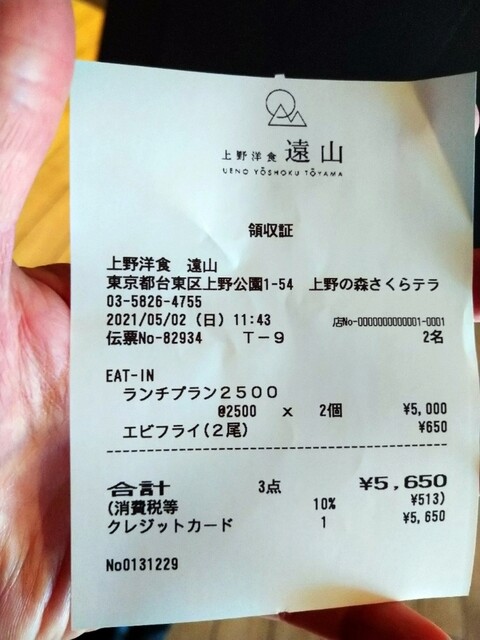 上野洋食 遠山
UENO YŌSHOKU TŌYAMA
領収証
上野洋食 遠山
東京都台東区上野公園1-54 上野の森さくらテラ
03-5826-4755
2021/05/02 (日) 11:43 店No-0000000000001-0001
伝票No-82934 T-9 2名
EAT-IN
ランチプラン2500
@2500 x 2個 ¥5,000
エビフライ(2尾) ¥650
合計 3点 ¥5,650
(消費税等 10% ¥513)
クレジットカード 1 ¥5,650
No0131229